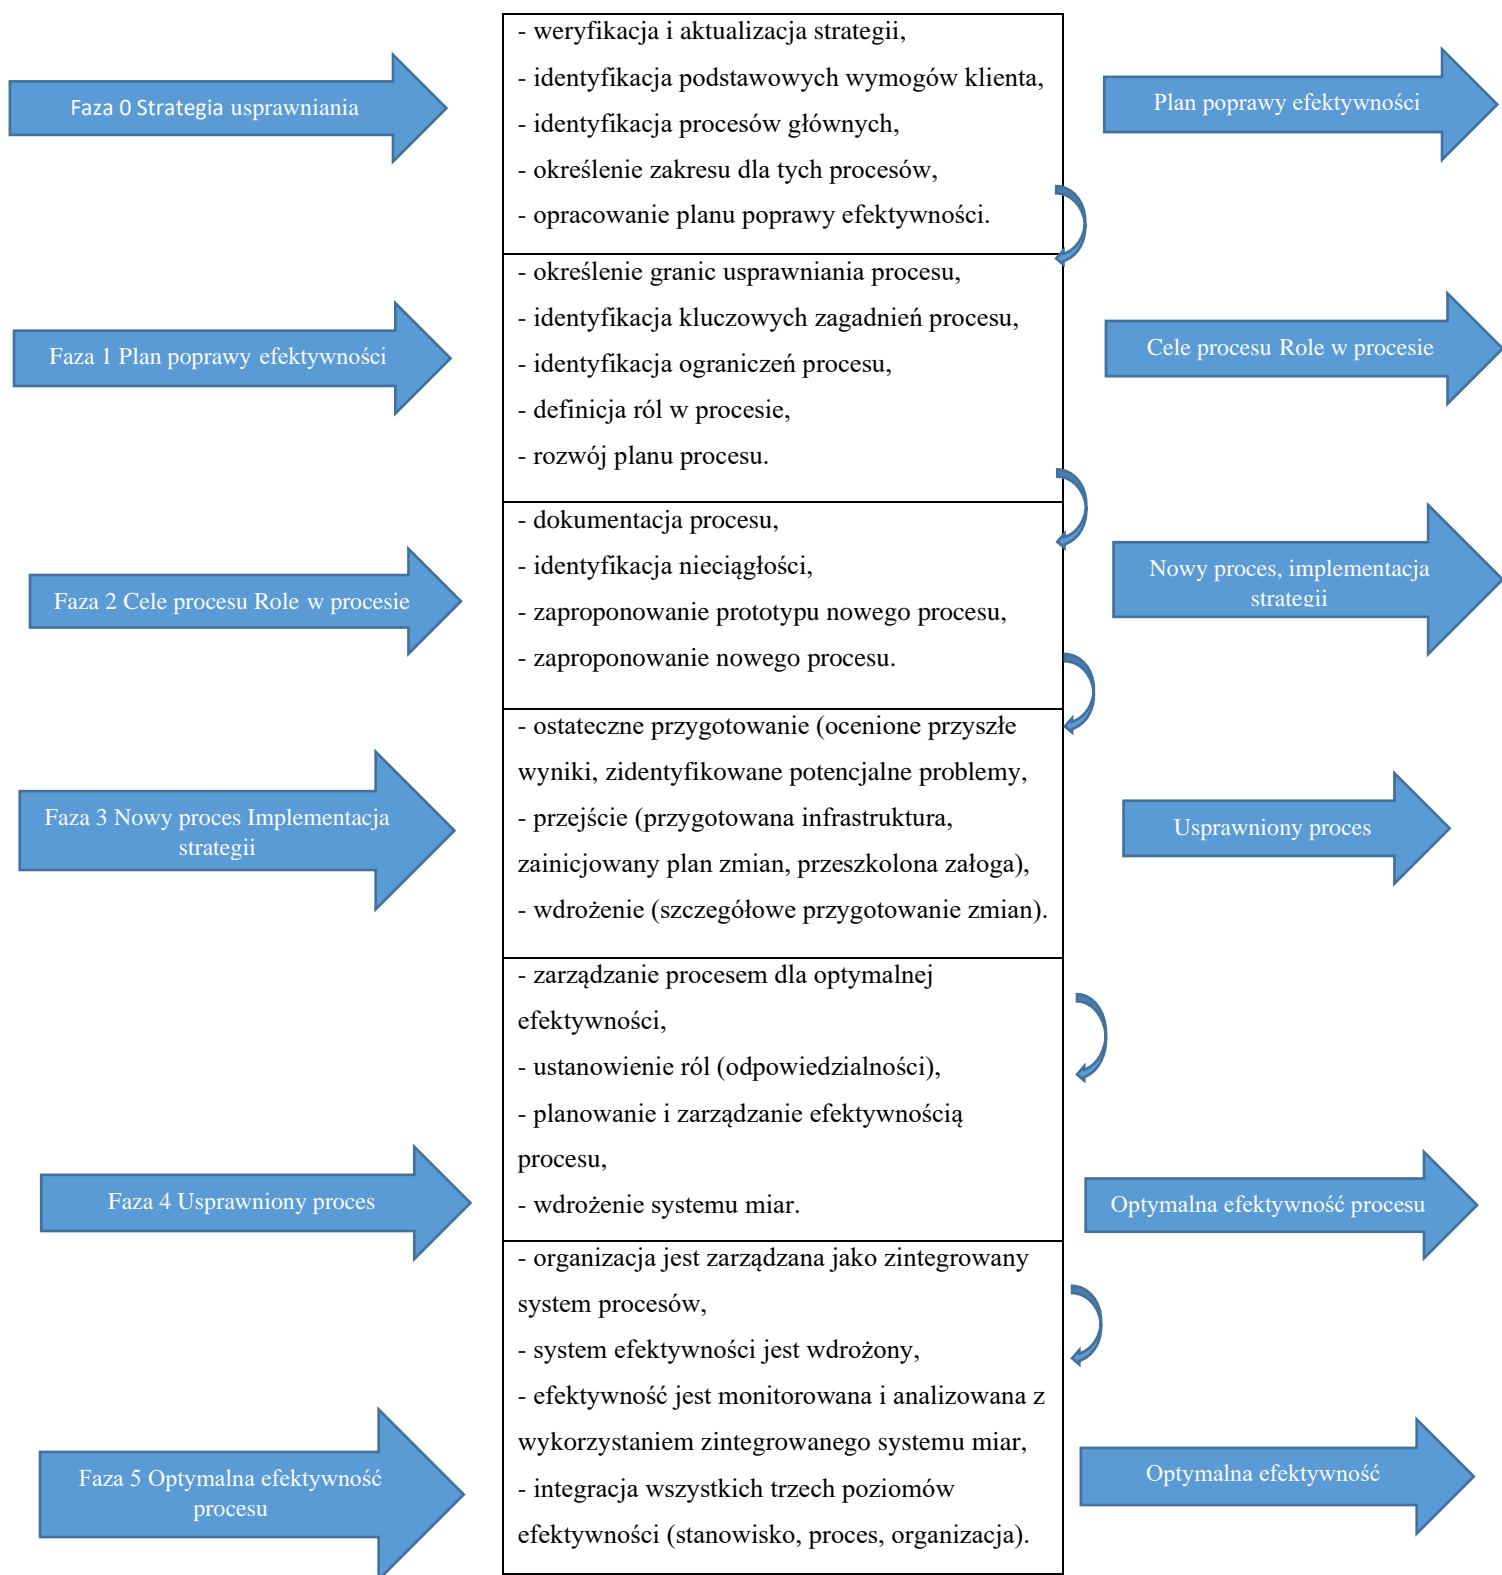 Faza 0 Strategia usprawniania
- weryfikacja i aktualizacja strategii,
- identyfikacja podstawowych wymogów klienta,
- identyfikacja procesów głównych,
- określenie zakresu dla tych procesów,
- opracowanie planu poprawy efektywności.
Plan poprawy efektywności
Faza 1 Plan poprawy efektywności
- określenie granic usprawniania procesu,
- identyfikacja kluczowych zagadnień procesu,
- identyfikacja ograniczeń procesu,
- definicja ról w procesie,
- rozwój planu procesu.
Cele procesu Role w procesie
Faza 2 Cele procesu Role w procesie
- dokumentacja procesu,
- identyfikacja nieciągłości,
- zaproponowanie prototypu nowego procesu,
- zaproponowanie nowego procesu.
Nowy proces, implementacja
strategii
Faza 3 Nowy proces Implementacja
strategii
- ostateczne przygotowanie (ocenione przyszłe
wyniki, zidentyfikowane potencjalne problemy,
- przejście (przygotowana infrastruktura,
zainicjowany plan zmian, przeszkolona załoga),
- wdrożenie (szczegółowe przygotowanie zmian).
Usprawniony proces
Faza 4 Usprawniony proces
- zarządzanie procesem dla optymalnej
efektywności,
- ustanowienie ról (odpowiedzialności),
- planowanie i zarządzanie efektywnością
procesu,
- wdrożenie systemu miar.
Optymalna efektywność procesu
Faza 5 Optymalna efektywność
procesu
- organizacja jest zarządzana jako zintegrowany
system procesów,
- system efektywności jest wdrożony,
- efektywność jest monitorowana i analizowana z
wykorzystaniem zintegrowanego systemu miar,
- integracja wszystkich trzech poziomów
efektywności (stanowisko, proces, organizacja).
Optymalna efektywność